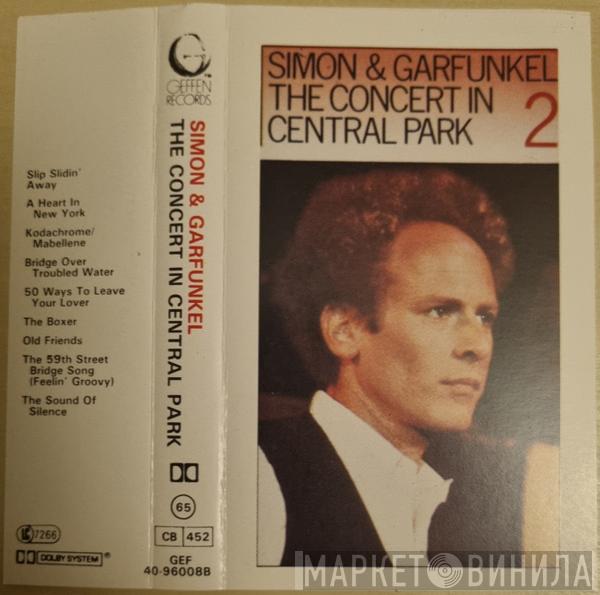 Slip Slidin'
Away
A Heart In
New York
Kodachrome/
Mabellene
Bridge Over
Troubled Water
50 Ways To Leave
Your Lover
The Boxer
Old Friends
The 59th Street
Bridge Song
(Feelin' Groovy)
The Sound Of
Silence
LC 7266
DOLBY SYSTEM®
GEFFEN
RECORDS
SIMON & GARFUNKEL
THE CONCERT IN CENTRAL PARK
65
CB 452
GEF
40-96008B
SIMON & GARFUNKEL
THE CONCERT IN
CENTRAL PARK 2
МАРКЕТ ВИНИЛА